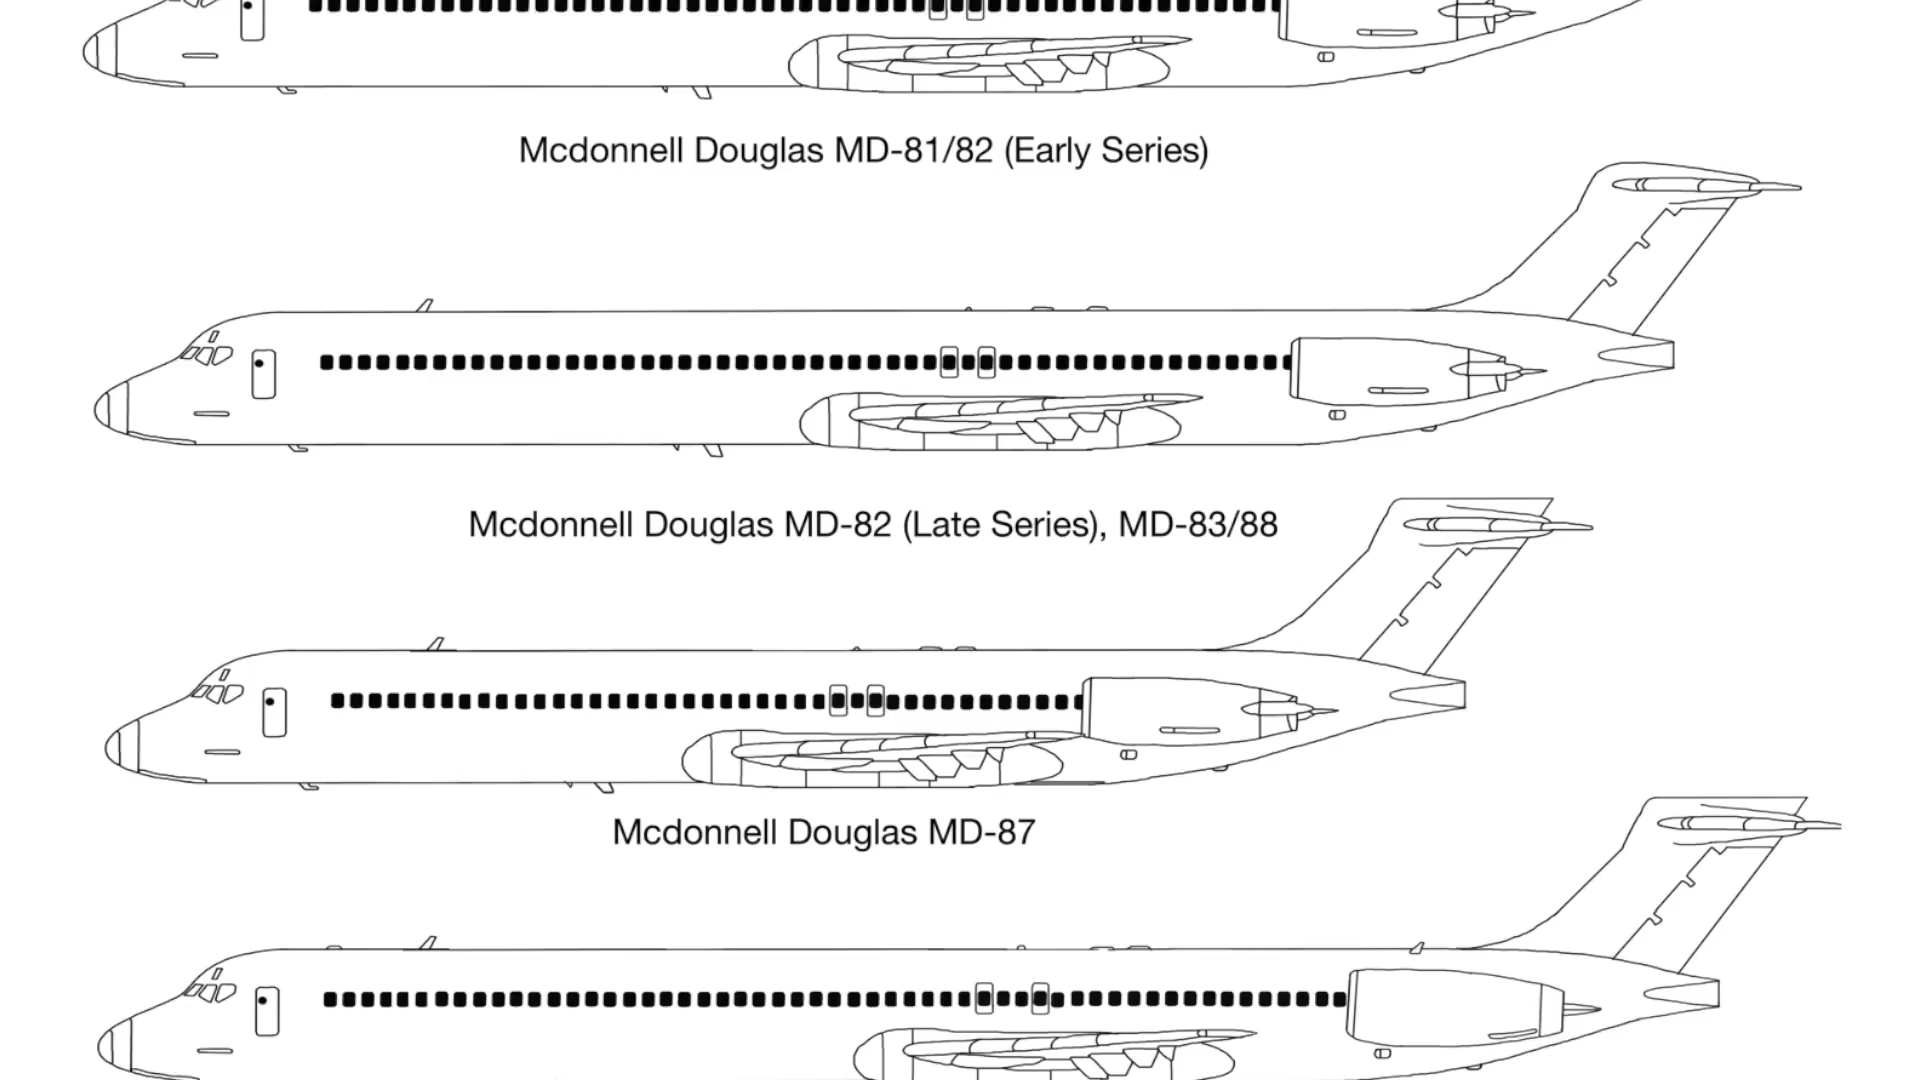 Mcdonnell Douglas MD-81/82 (Early Series)
Mcdonnell Douglas MD-82 (Late Series), MD-83/88
Mcdonnell Douglas MD-87